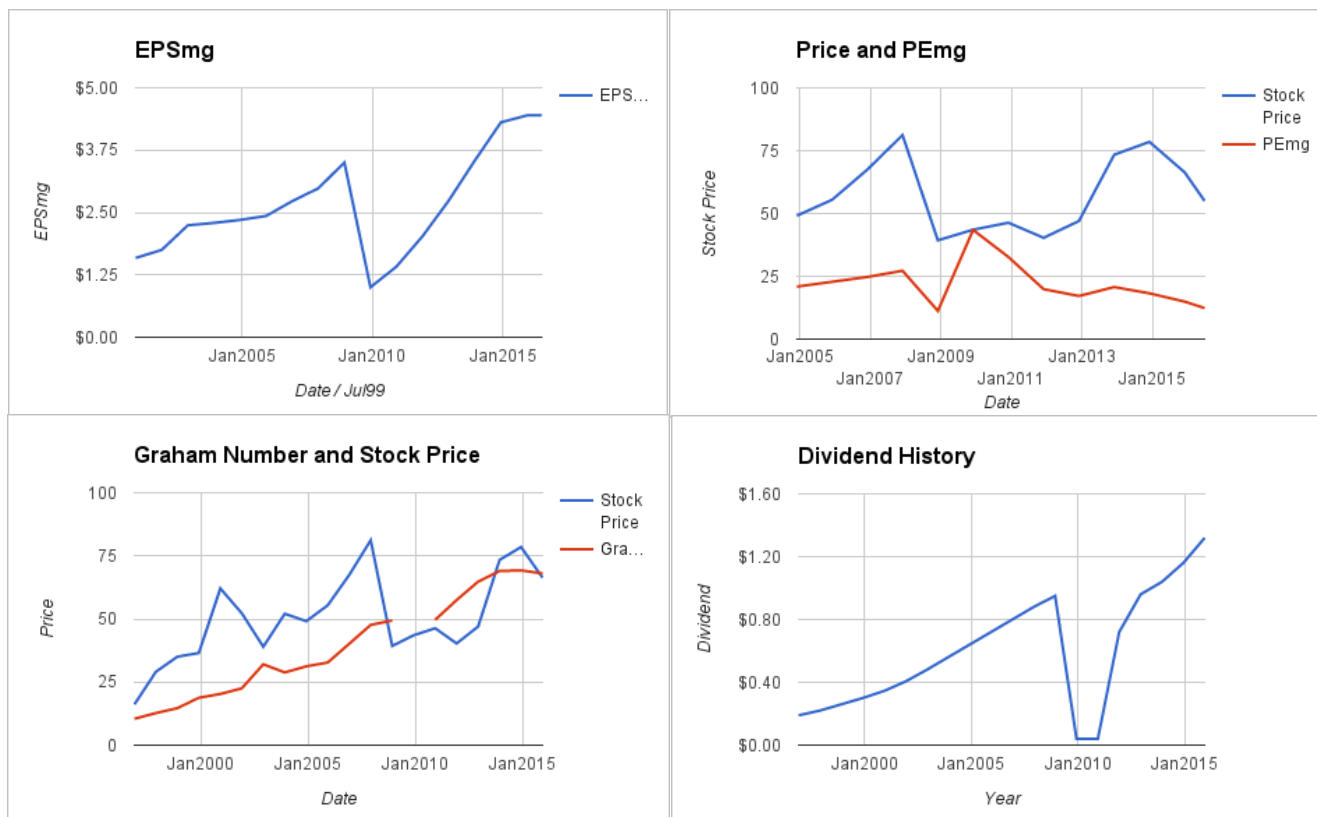 EPSmg
$5.00
$3.75
$2.50
$1.25
$0.00
EPSmg
Jan2005
Jan2010
Jan2015
Date / Jul99
EPS...
Price and PEmg
100
75
50
25
0
Stock Price
Jan2005
Jan2009
Jan2013
Jan2007
Jan2011
Jan2015
Date
Stock
Price
PEmg
Graham Number and Stock Price
100
75
50
25
0
Price
Jan2000
Jan2005
Jan2010
Jan2015
Date
Stock
Price
Gra...
Dividend History
$1.60
$1.20
$0.80
$0.40
$0.00
Dividend
Jan2000
Jan2005
Jan2010
Jan2015
Year